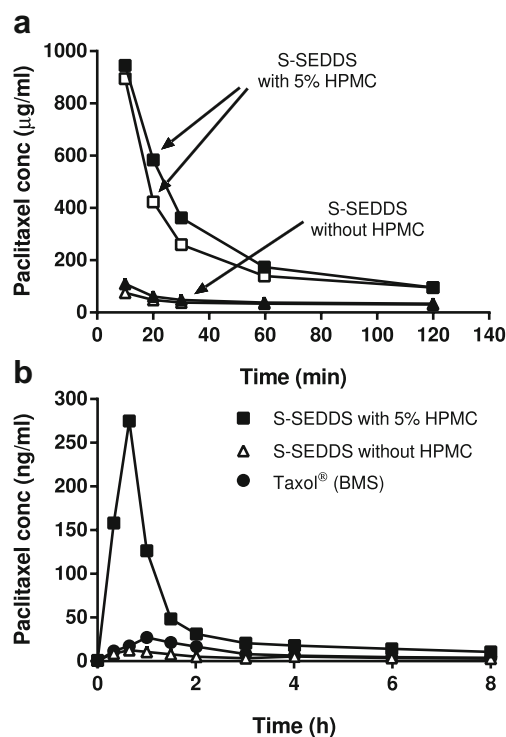 a
Paclitaxel conc (μg/ml)
1000
800
600
400
200
0
S-SEDDS
with 5% HPMC
S-SEDDS
without HPMC
0 20 40 60 80 100 120 140
Time (min)
b
Paclitaxel conc (ng/ml)
300
250
200
150
100
50
0
S-SEDDS with 5% HPMC
S-SEDDS without HPMC
Taxol® (BMS)
0 2 4 6 8
Time (h)